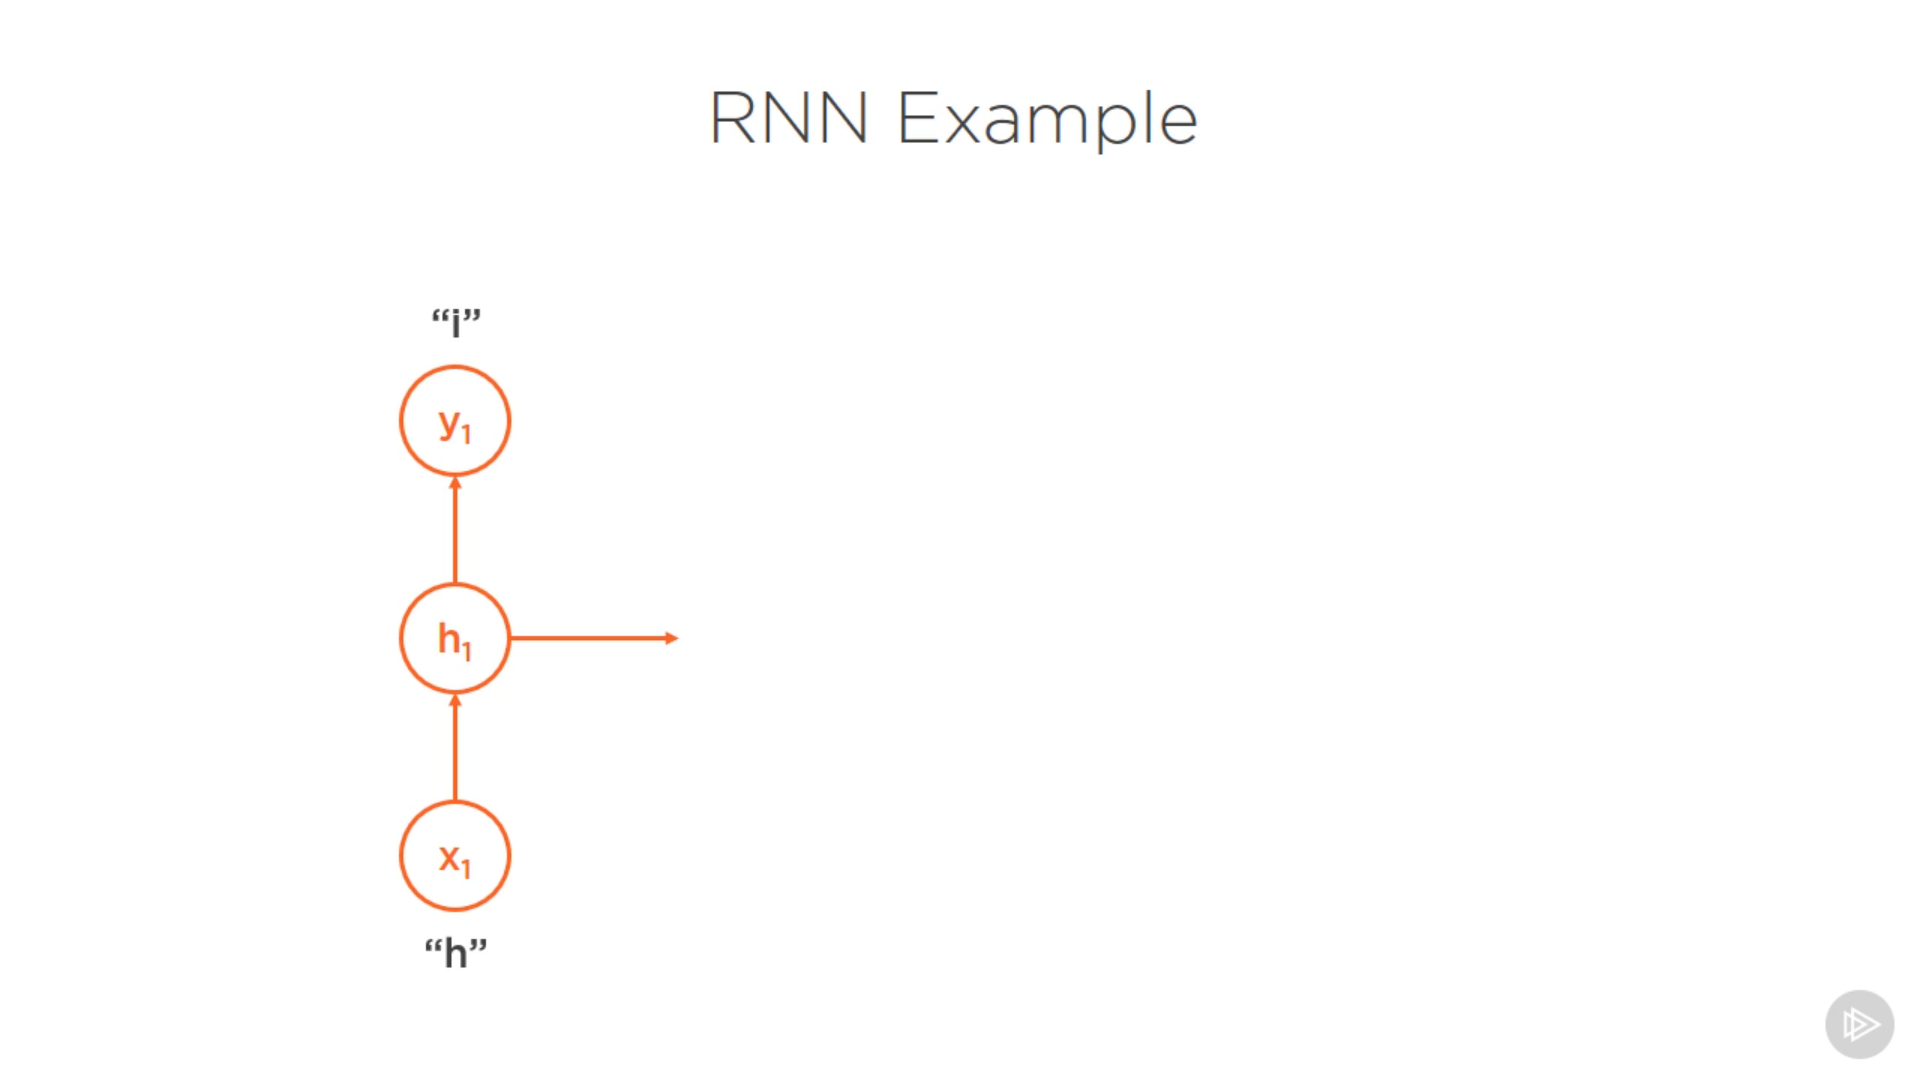 RNN Example
“i”
y₁
h₁
x₁
“h”